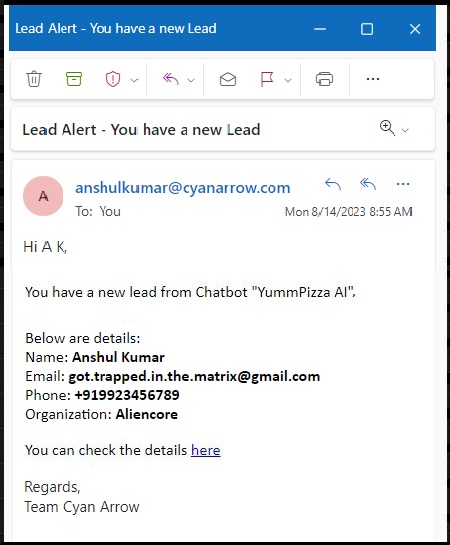 Lead Alert - You have a new Lead
Lead Alert - You have a new Lead
A
anshulkumar@cyanarrow.com
To: You
Mon 8/14/2023 8:55 AM
Hi A K,
You have a new lead from Chatbot "YummPizza AI".
Below are details:
Name: Anshul Kumar
Email: got.trapped.in.the.matrix@gmail.com
Phone: +919923456789
Organization: Aliencore
You can check the details here
Regards,
Team Cyan Arrow